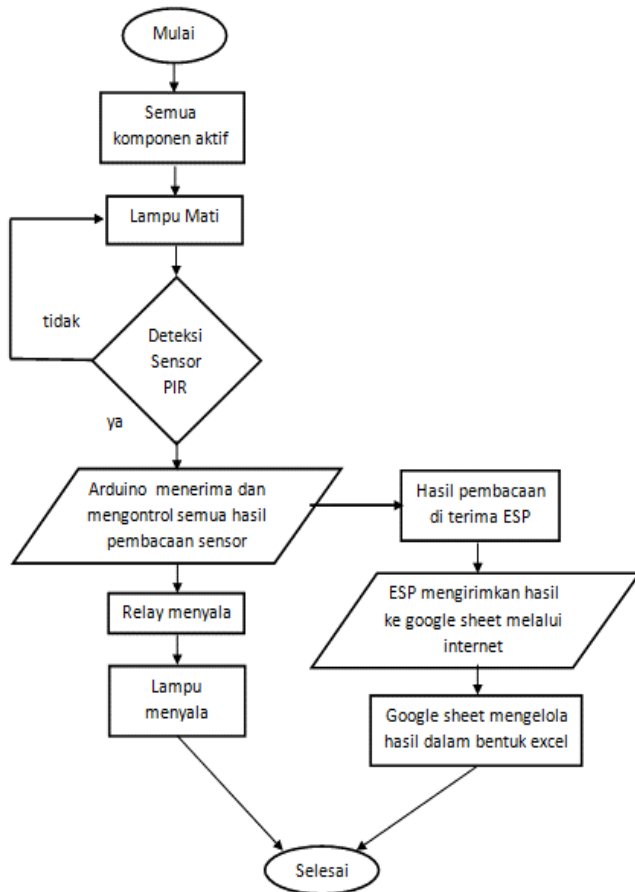 Mulai
Semua
komponen aktif
Lampu Mati
tidak
Deteksi
Sensor
PIR
ya
Arduino menerima dan
mengontrol semua hasil
pembacaan sensor
Hasil pembacaan
di terima ESP
Relay menyala
ESP mengirimkan hasil
ke google sheet melalui
internet
Lampu
menyala
Google sheet mengelola
hasil dalam bentuk excel
Selesai